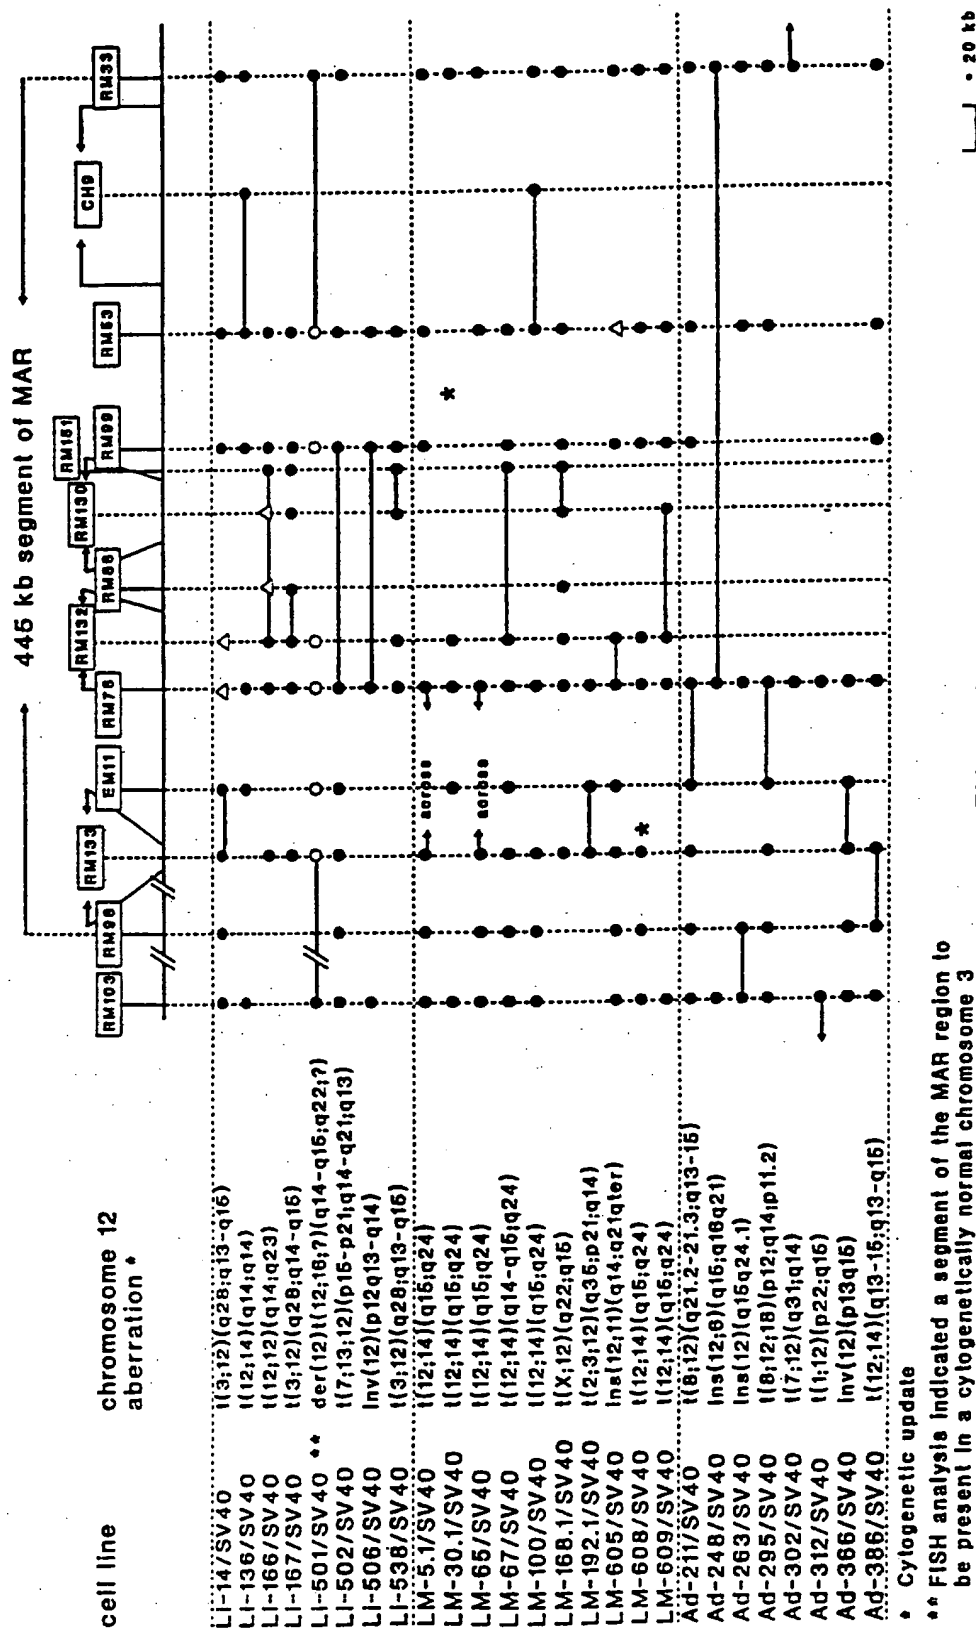 445 kb segment of MAR
RM103
RM98
RM133
EM11
RM76
RM132
RM86
RM130
RM151
RM99
RM53
CH9
RM33
cell line
chromosome 12
aberration *
LI-14/SV40 t(3;12)(q28;q13-q15)
LI-136/SV40 t(12;14)(q14;q14)
LI-166/SV40 t(12;12)(q14;q23)
LI-167/SV40 t(3;12)(q28;q14-q15)
LI-501/SV40 ** der(12)t(12;16;?)(q14-q15;q22;?)
LI-502/SV40 t(7;13;12)(p15-p21;q14-q21;q13)
LI-506/SV40 Inv(12)(p12q13-q14)
LI-538/SV40 t(3;12)(q28;q13-q15)
LM-5.1/SV40 t(12;14)(q15;q24) across
LM-30.1/SV40 t(12;14)(q15;q24) *
LM-65/SV40 t(12;14)(q15;q24) across
LM-67/SV40 t(12;14)(q14-q15;q24)
LM-100/SV40 t(12;14)(q15;q24)
LM-168.1/SV40 t(X;12)(q22;q15)
LM-192.1/SV40 t(2;3;12)(q35;p21;q14)
LM-605/SV40 Ins(12;11)(q14;q21qter)
LM-608/SV40 t(12;14)(q15;q24) *
LM-609/SV40 t(12;14)(q15;q24)
Ad-211/SV40 t(8;12)(q21.2-21.3;q13-15)
Ad-248/SV40 Ins(12;6)(q15;q16q21)
Ad-263/SV40 Ins(12)(q15q24.1)
Ad-295/SV40 t(8;12;18)(p12;q14;p11.2)
Ad-302/SV40 t(7;12)(q31;q14)
Ad-312/SV40 t(1;12)(p22;q15)
Ad-366/SV40 Inv(12)(p13q15)
Ad-386/SV40 t(12;14)(q13-15;q13-q15)
* Cytogenetic update
** FISH analysis indicated a segment of the MAR region to
be present in a cytogenetically normal chromosome 3
= 20 kb